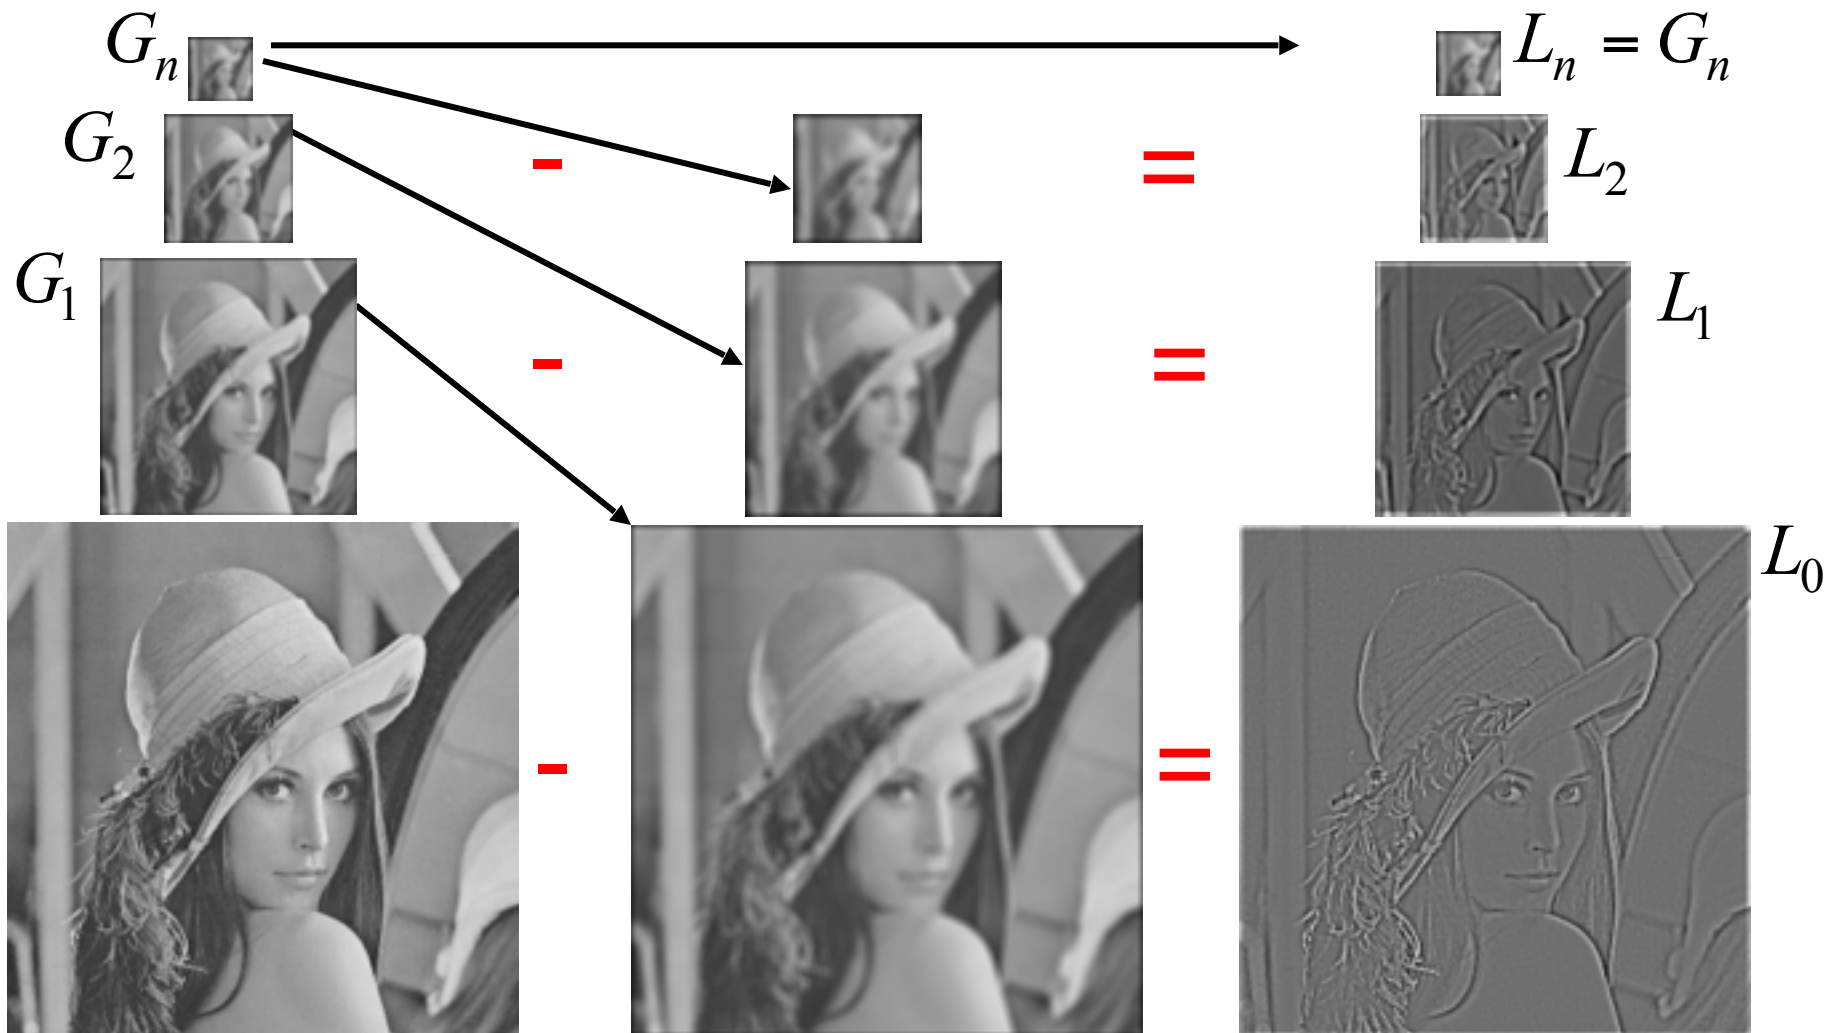 Gₙ Lₙ = Gₙ
G₂ - = L₂
G₁ - = L₁
- = L₀